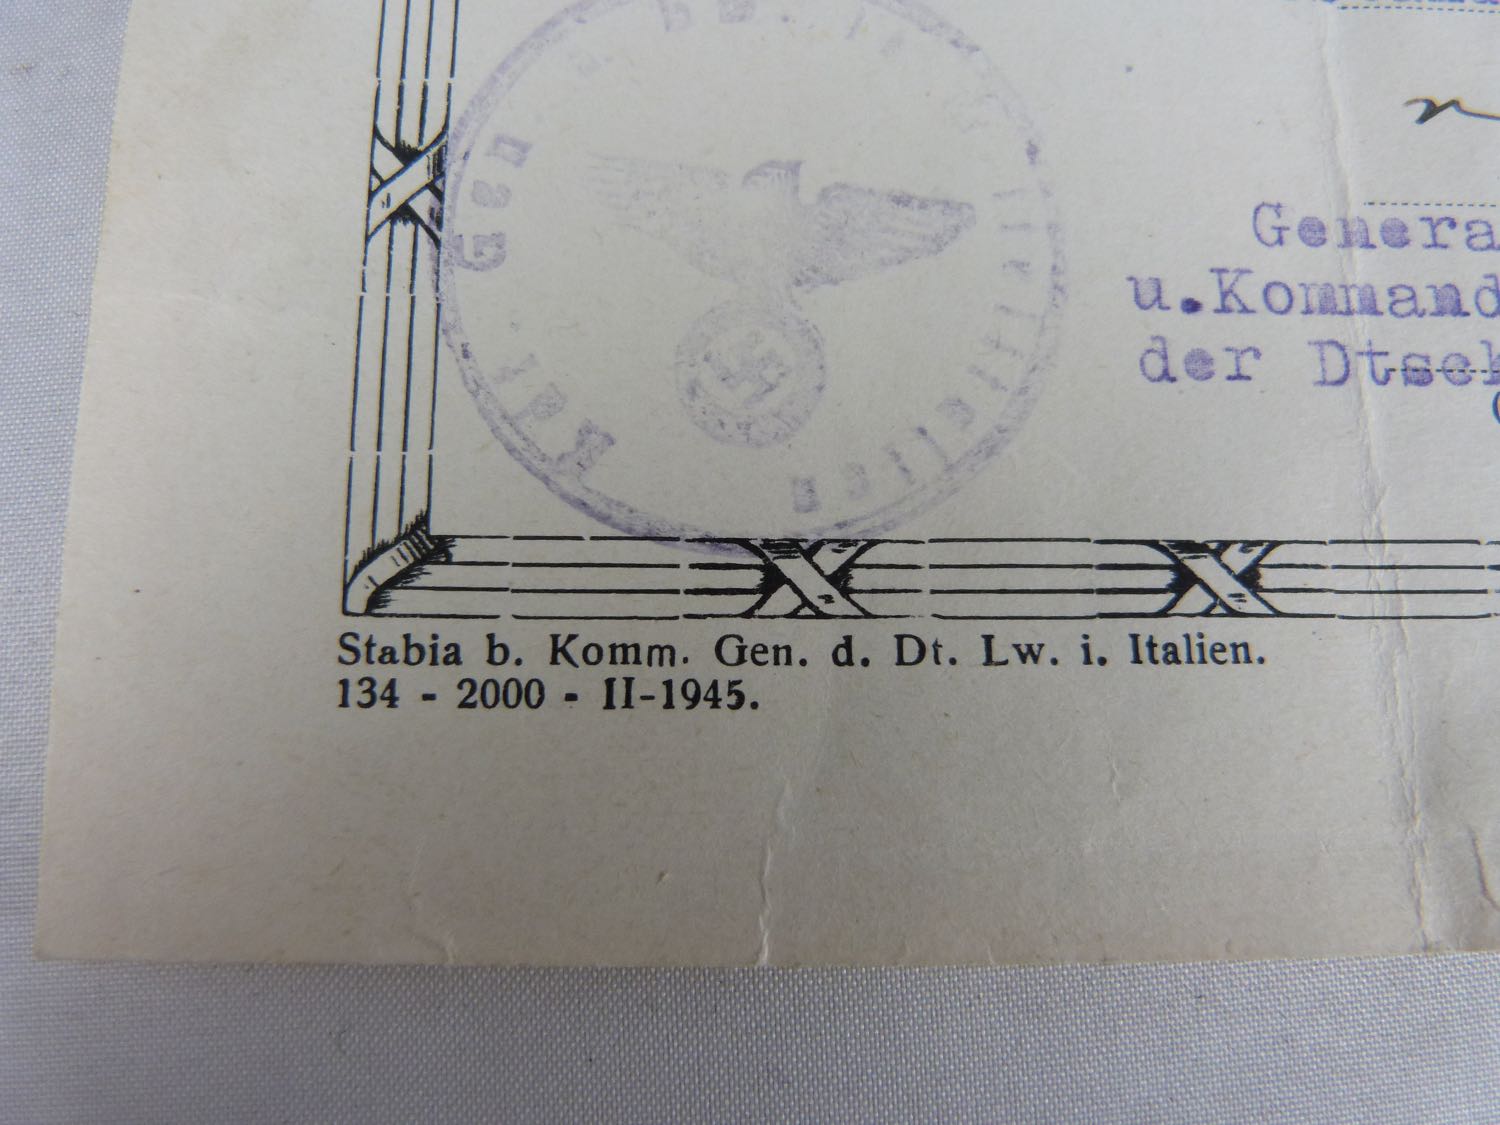 Genera
u.Kommand
der Dtsch
Stabia b. Komm. Gen. d. Dt. Lw. i. Italien.
134 - 2000 - II-1945.